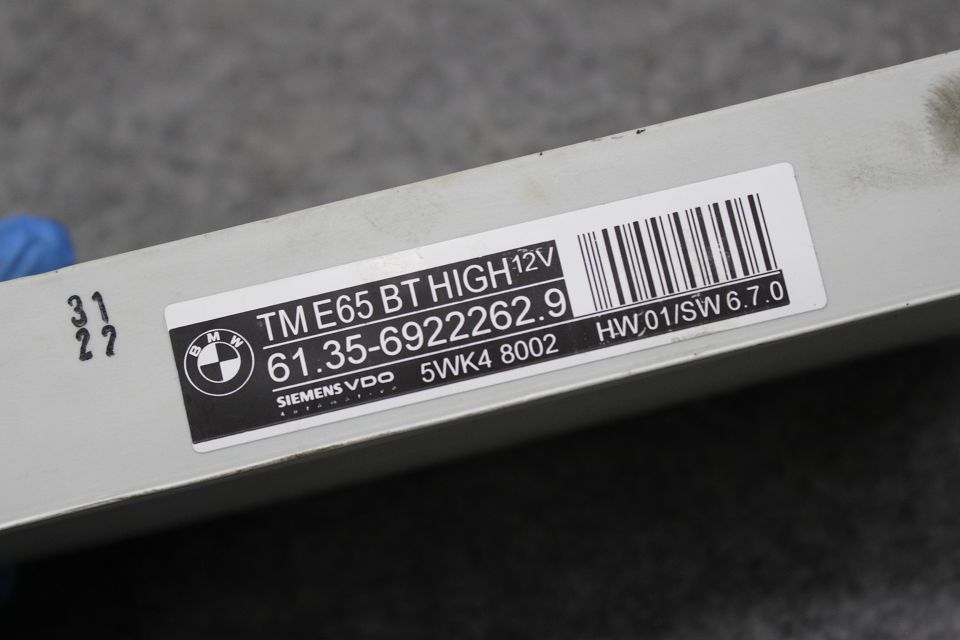 31
22
BMW
TM E65 BT HIGH 12V
61.35-6922262.9
SIEMENS VDO
Automotive
5WK4 8002
HW 01/SW 6.7.0